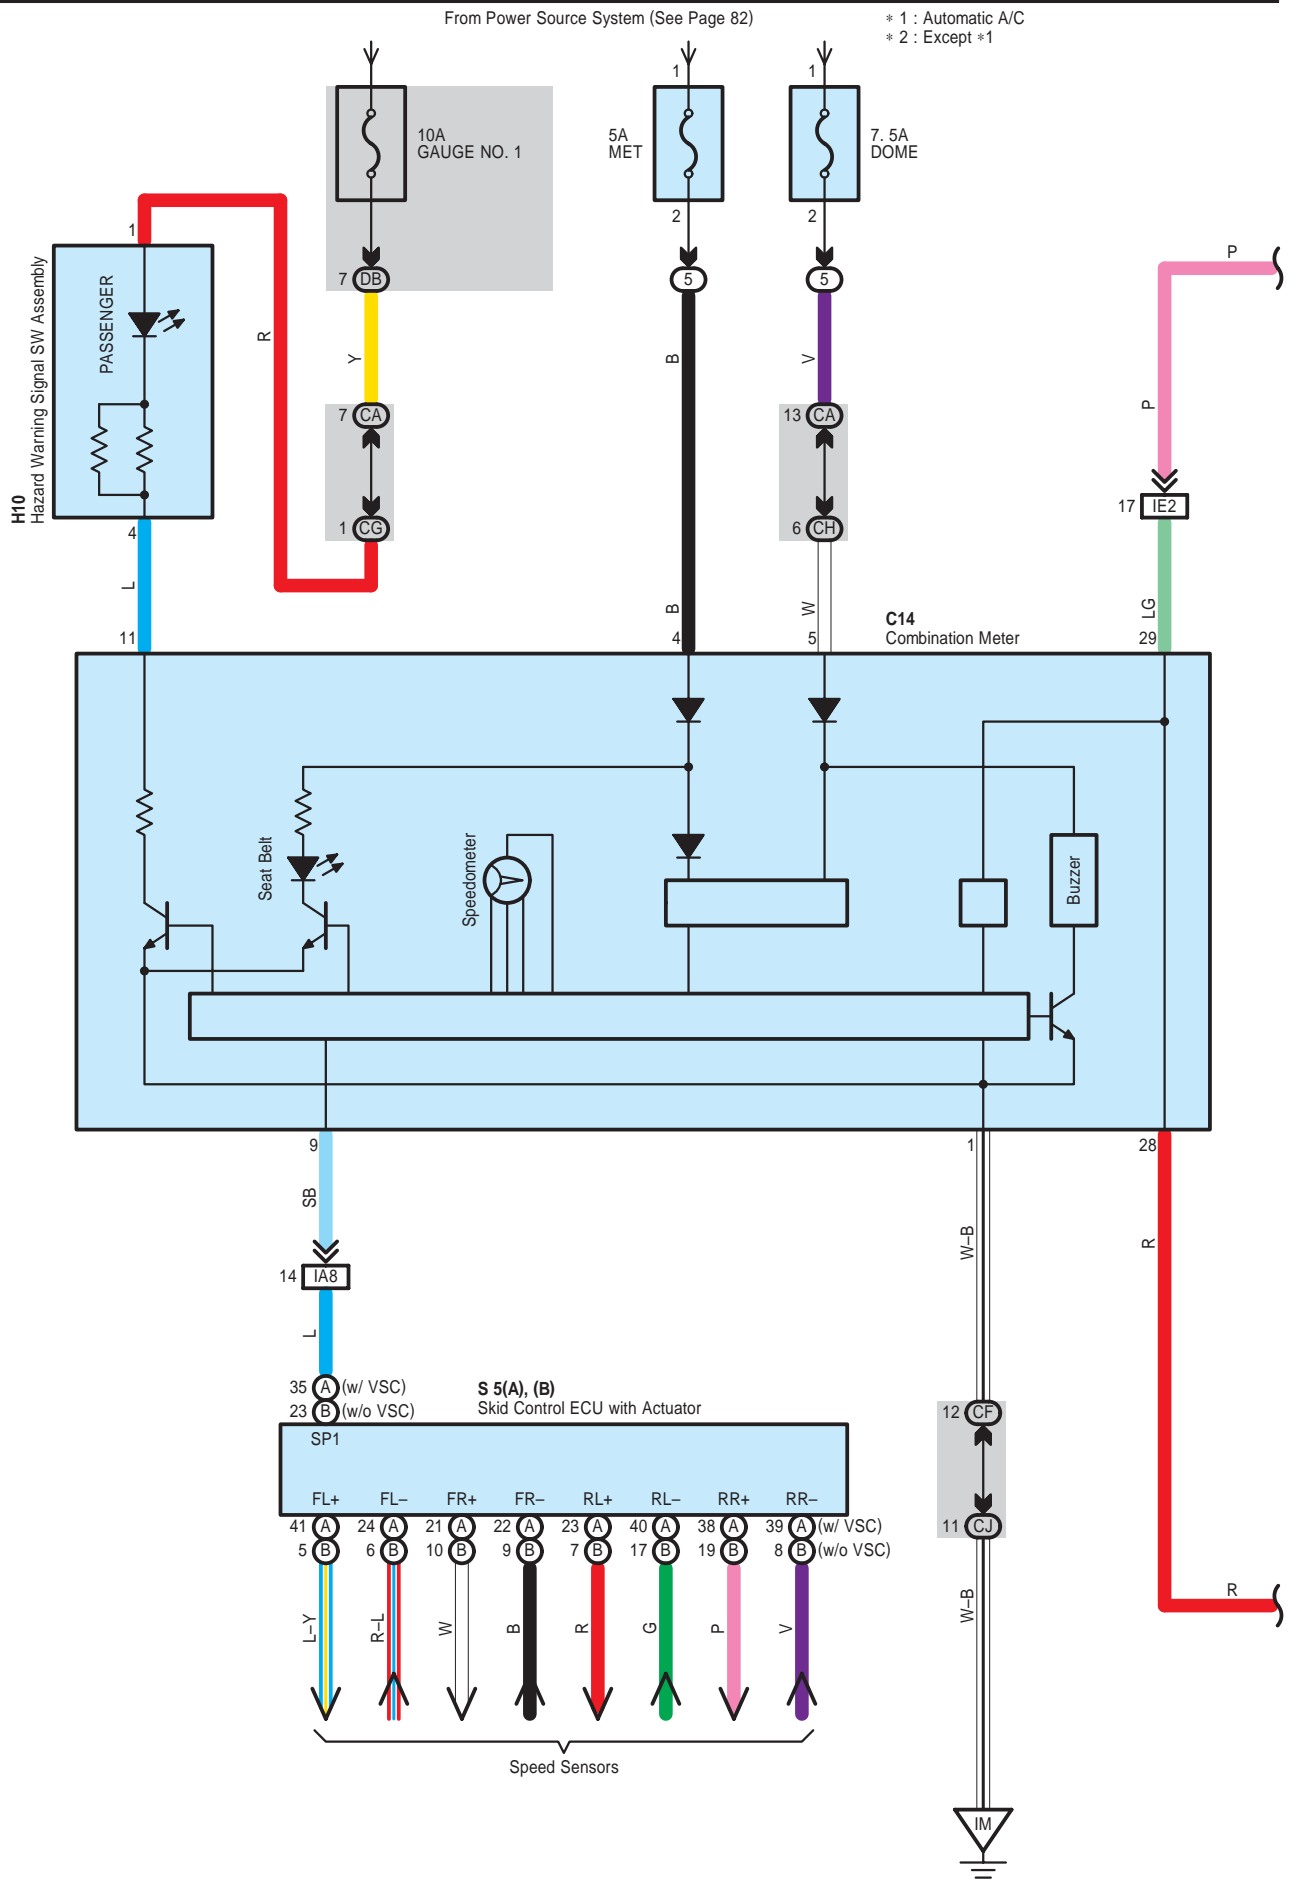 From Power Source System (See Page 82)
∗ 1 : Automatic A/C
∗ 2 : Except ∗1
1
1
10A
GAUGE NO. 1
5A
MET
7. 5A
DOME
2
2
1
7 DB
5
5
P
H10
Hazard Warning Signal SW Assembly
PASSENGER
R
Y
B
V
P
7 CA
13 CA
1 CG
6 CH
17 IE2
4
L
B
W
LG
C14
Combination Meter
11
4
5
29
Seat Belt
Speedometer
Buzzer
9
1
28
SB
W–B
R
14 IA8
L
35 A (w/ VSC)
23 B (w/o VSC)
S 5(A), (B)
Skid Control ECU with Actuator
12 CF
SP1
FL+ FL– FR+ FR– RL+ RL– RR+ RR–
41 A 24 A 21 A 22 A 23 A 40 A 38 A 39 A (w/ VSC)
5 B 6 B 10 B 9 B 7 B 17 B 19 B 8 B (w/o VSC)
11 CJ
L–Y R–L W B R G P V
W–B
R
Speed Sensors
IM